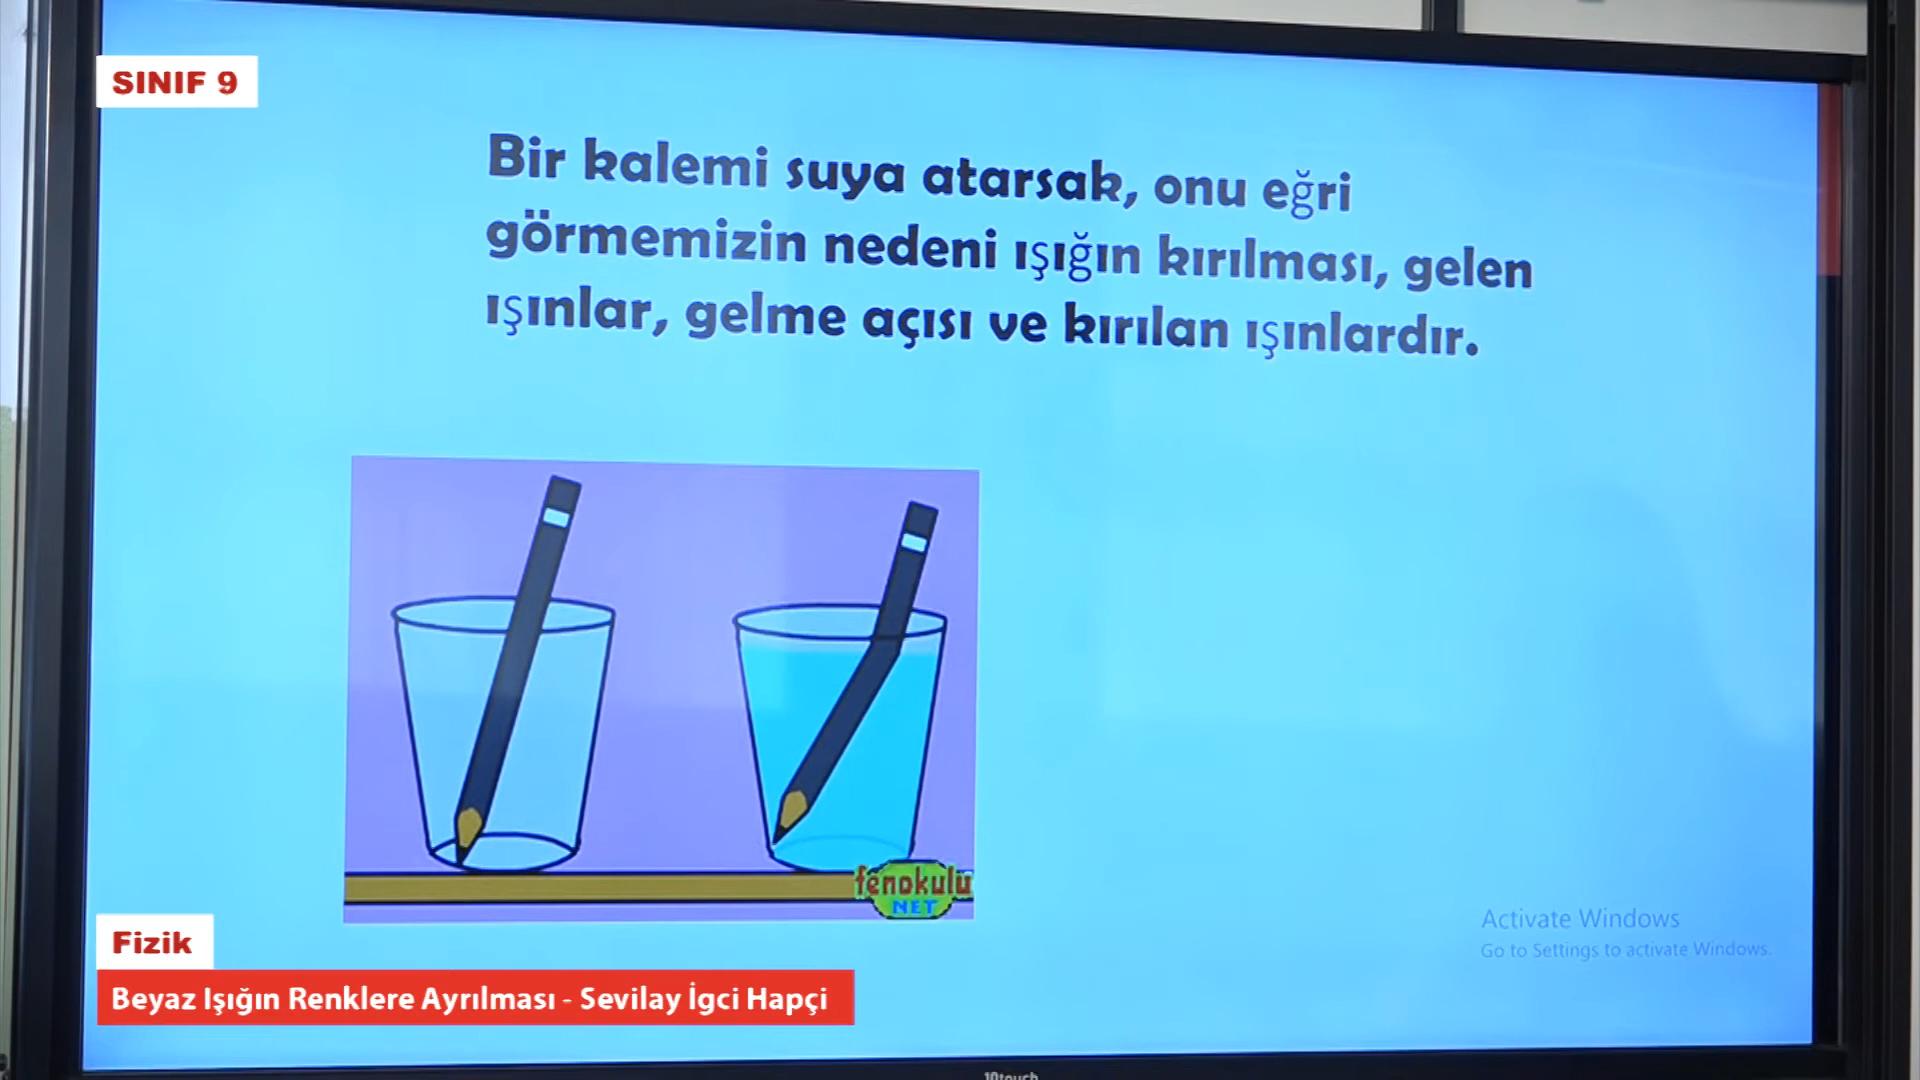 SINIF 9
Bir kalemi suya atarsak, onu eğri
görmemizin nedeni ışığın kırılması, gelen
ışınlar, gelme açısı ve kırılan ışınlardır.
fenokulu
NET
Activate Windows
Go to Settings to activate Windows.
Fizik
Beyaz Işığın Renklere Ayrılması - Sevilay İgci Hapçi